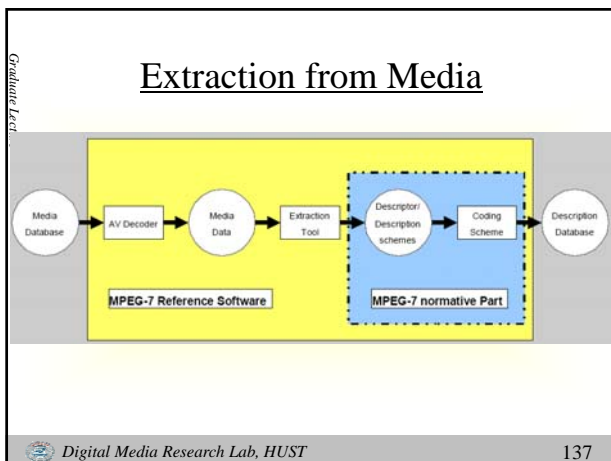 Extraction from Media
Graduate
Media
Database
AV Decoder
Media
Data
Extraction
Tool
Descriptor/
Description
schemes
Coding
Scheme
Description
Database
MPEG-7 Reference Software
MPEG-7 normative Part
Digital Media Research Lab, HUST
137